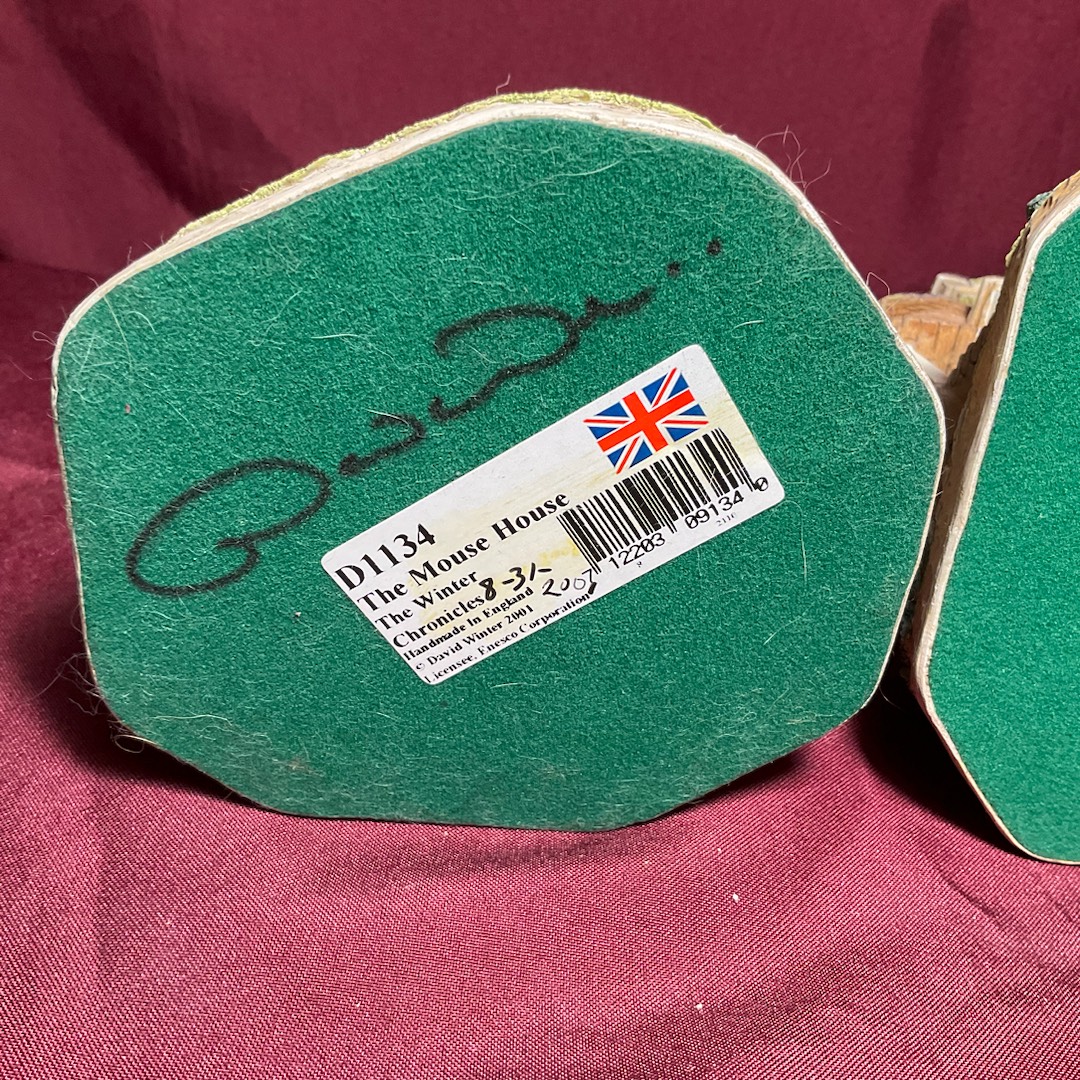 D1134
The Mouse House
The Winter
Chronicles 8-31-2007
Handmade In England
© David Winter 2001
Licensee, Enesco Corporation
12203 09134 0